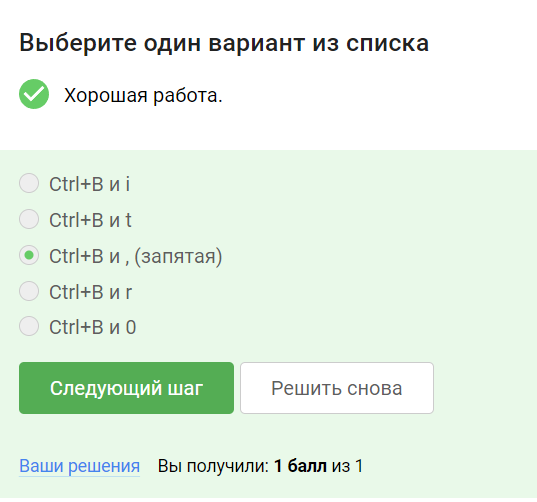 Выберите один вариант из списка
Хорошая работа.
Ctrl+B и i
Ctrl+B и t
Ctrl+B и , (запятая)
Ctrl+B и r
Ctrl+B и 0
Следующий шаг Решить снова
Ваши решения Вы получили: 1 балл из 1